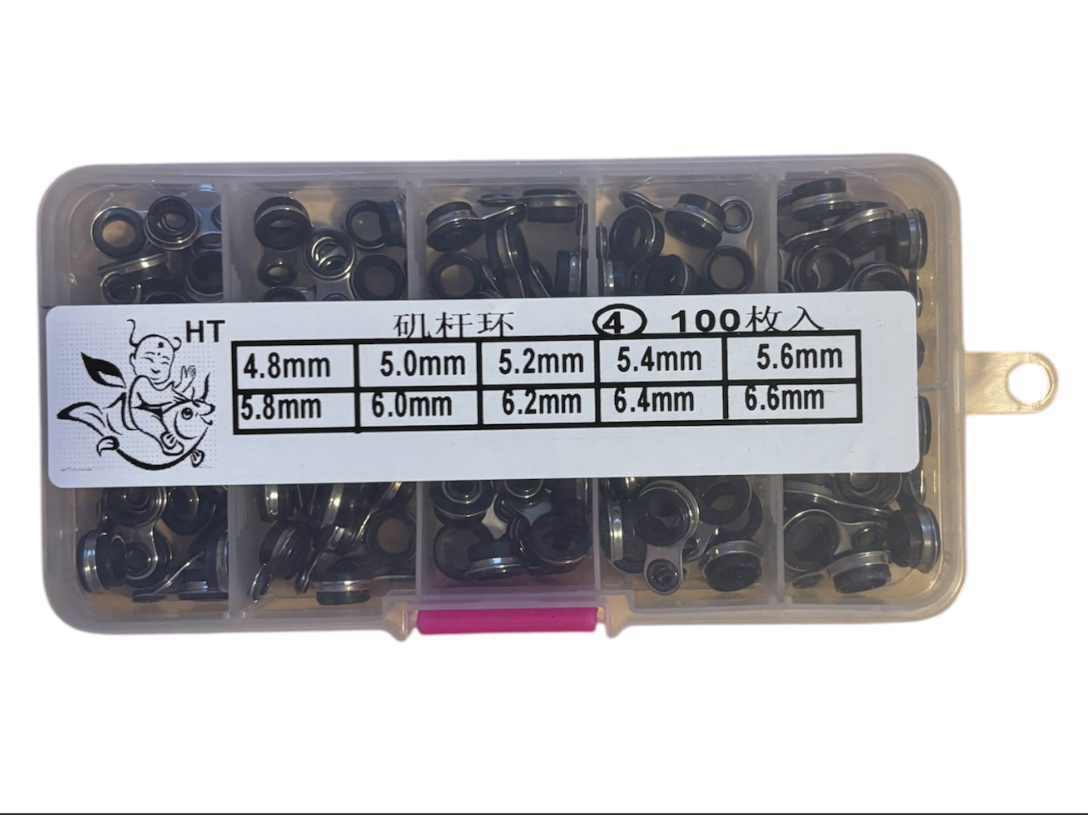 HT 矶杆环 ④ 100枚入
4.8mm 5.0mm 5.2mm 5.4mm 5.6mm
5.8mm 6.0mm 6.2mm 6.4mm 6.6mm